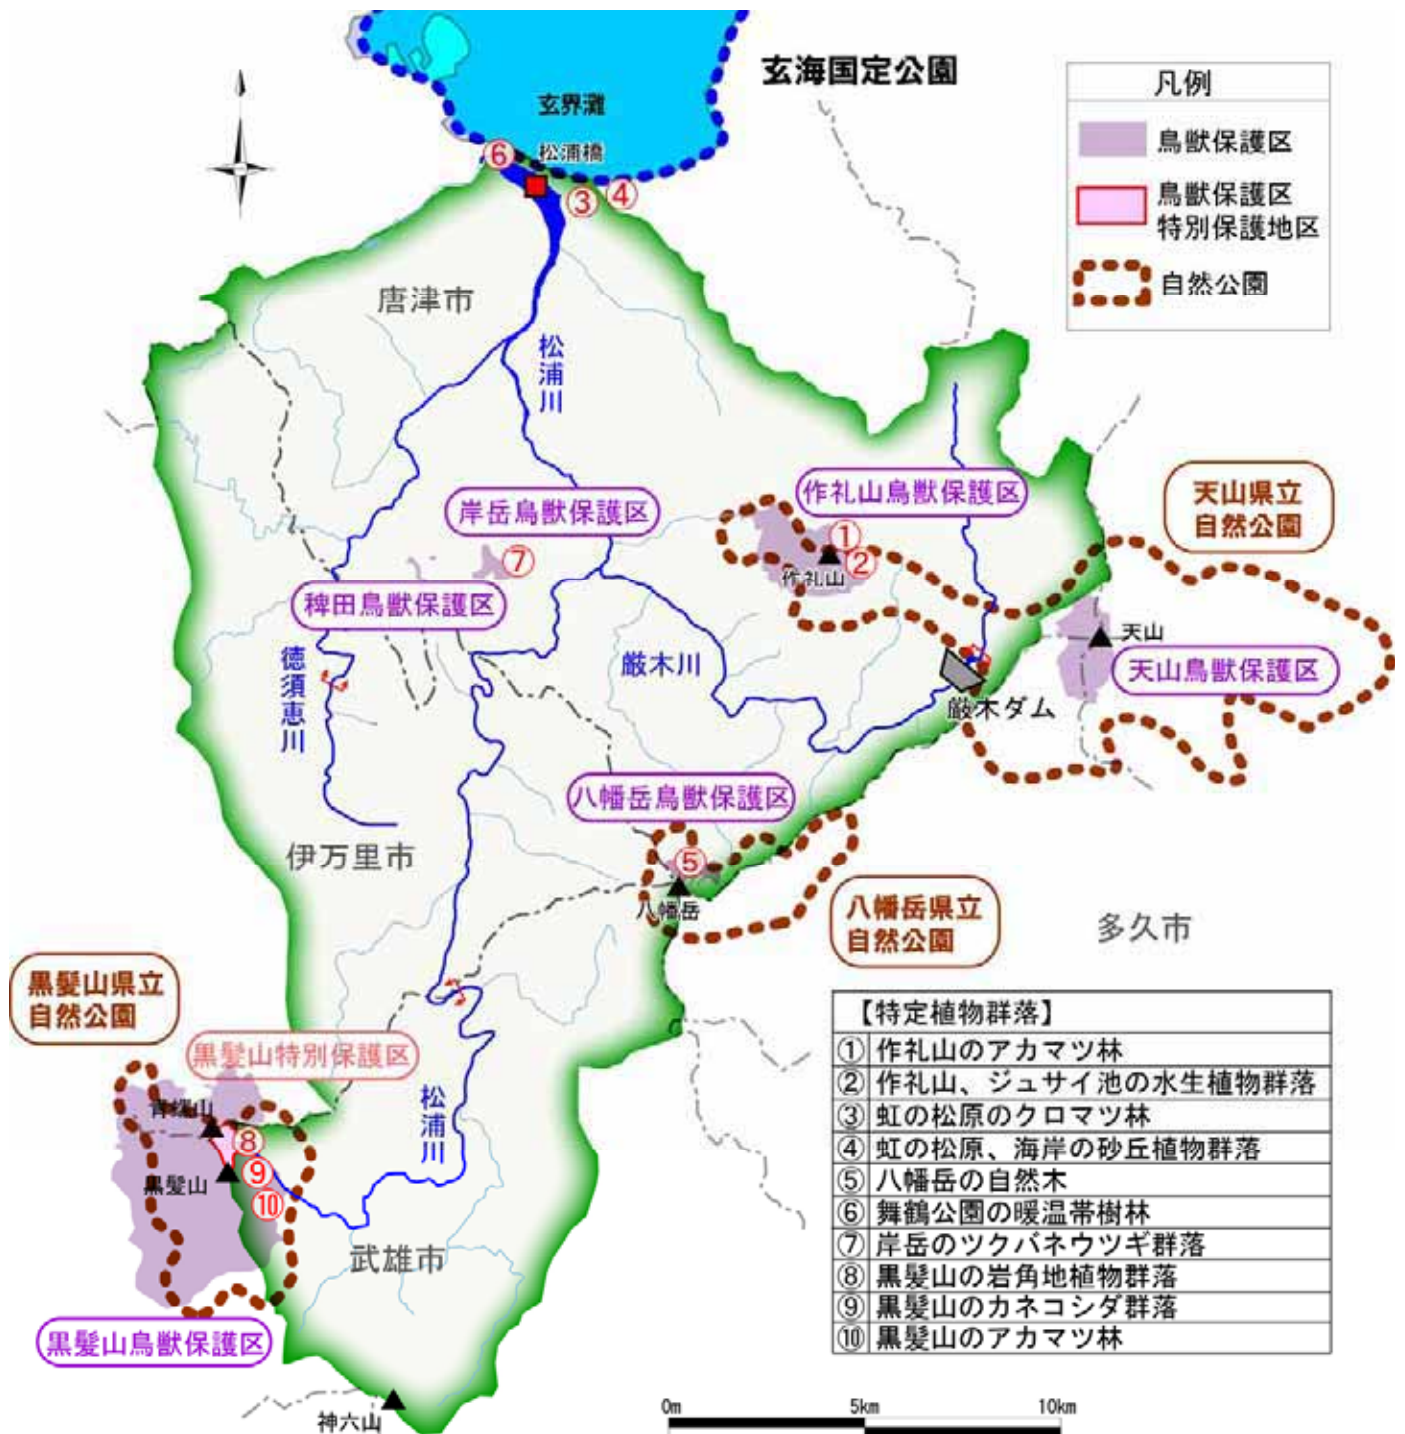 玄海国定公園
凡例
鳥獣保護区
鳥獣保護区
特別保護地区
自然公園
玄界灘
⑥
松浦橋
③
④
唐津市
松浦川
岸岳鳥獣保護区
⑦
作礼山鳥獣保護区
①
②
作礼山
天山県立
自然公園
天山
天山鳥獣保護区
稗田鳥獣保護区
徳須恵川
厳木川
厳木ダム
八幡岳鳥獣保護区
⑤
八幡岳
伊万里市
八幡岳県立
自然公園
多久市
黒髪山県立
自然公園
黒髪山特別保護区
青螺山
⑧
黒髪山
⑨
⑩
松浦川
武雄市
黒髪山鳥獣保護区
神六山
【特定植物群落】
① 作礼山のアカマツ林
② 作礼山、ジュサイ池の水生植物群落
③ 虹の松原のクロマツ林
④ 虹の松原、海岸の砂丘植物群落
⑤ 八幡岳の自然木
⑥ 舞鶴公園の暖温帯樹林
⑦ 岸岳のツクバネウツギ群落
⑧ 黒髪山の岩角地植物群落
⑨ 黒髪山のカネコシダ群落
⑩ 黒髪山のアカマツ林
0m 5km 10km